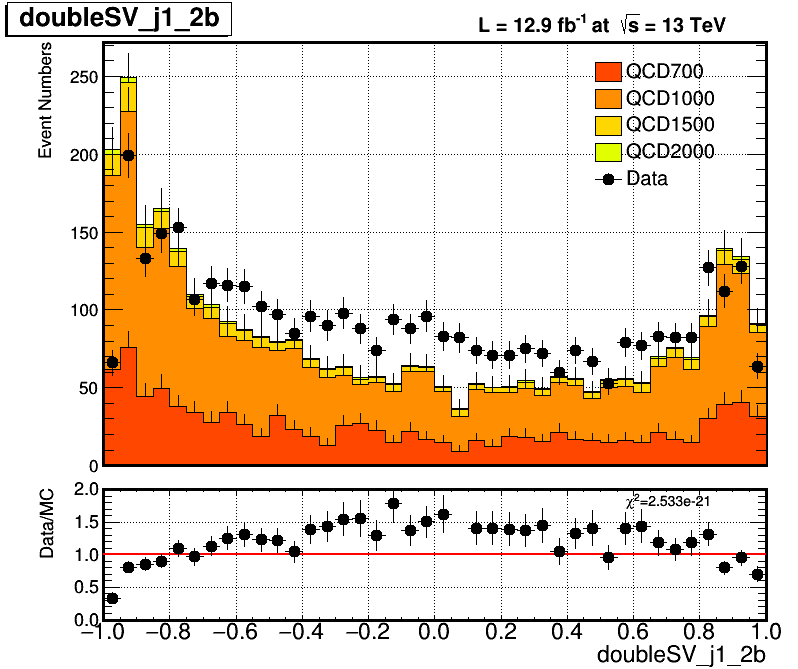 doubleSV_j1_2b
L = 12.9 fb⁻¹ at √s = 13 TeV
Event Numbers
250
200
150
100
50
0
QCD700
QCD1000
QCD1500
QCD2000
Data
Data/MC
2.0
1.5
1.0
0.5
0.0
χ²=2.533e-21
−1.0 −0.8 −0.6 −0.4 −0.2 0.0 0.2 0.4 0.6 0.8 1.0
doubleSV_j1_2b